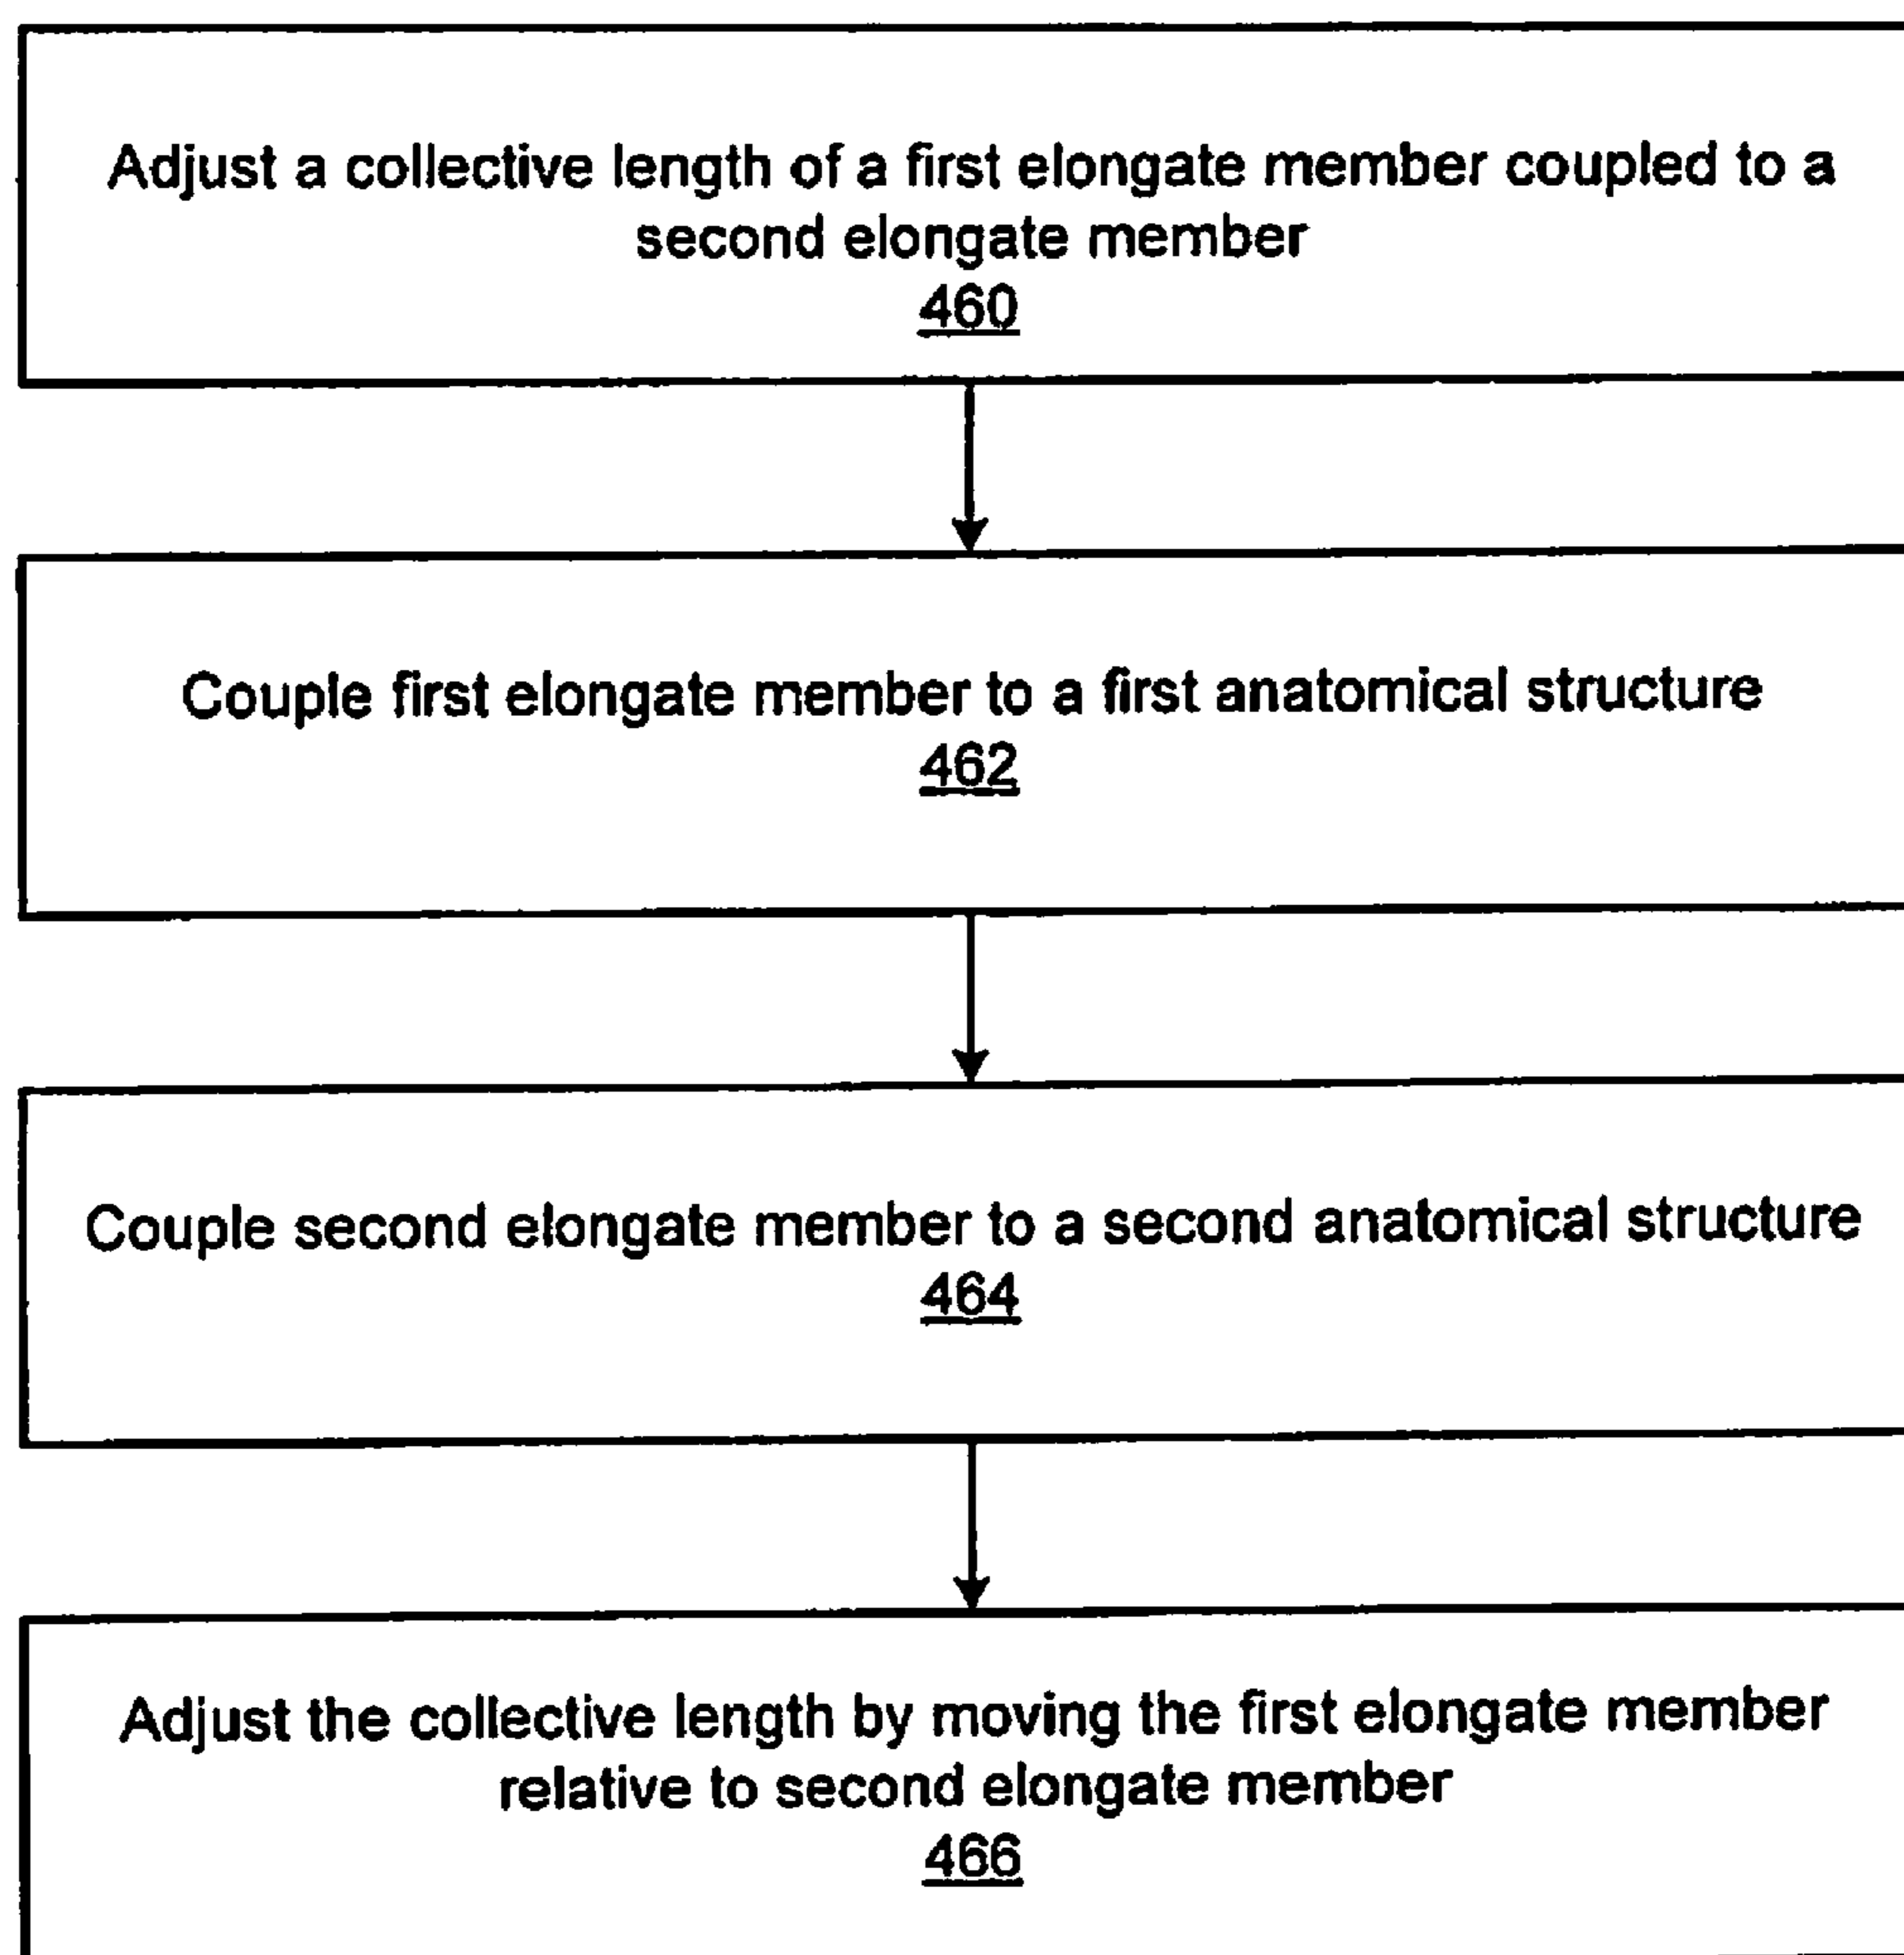 Adjust a collective length of a first elongate member coupled to a
second elongate member
460
Couple first elongate member to a first anatomical structure
462
Couple second elongate member to a second anatomical structure
464
Adjust the collective length by moving the first elongate member
relative to second elongate member
466